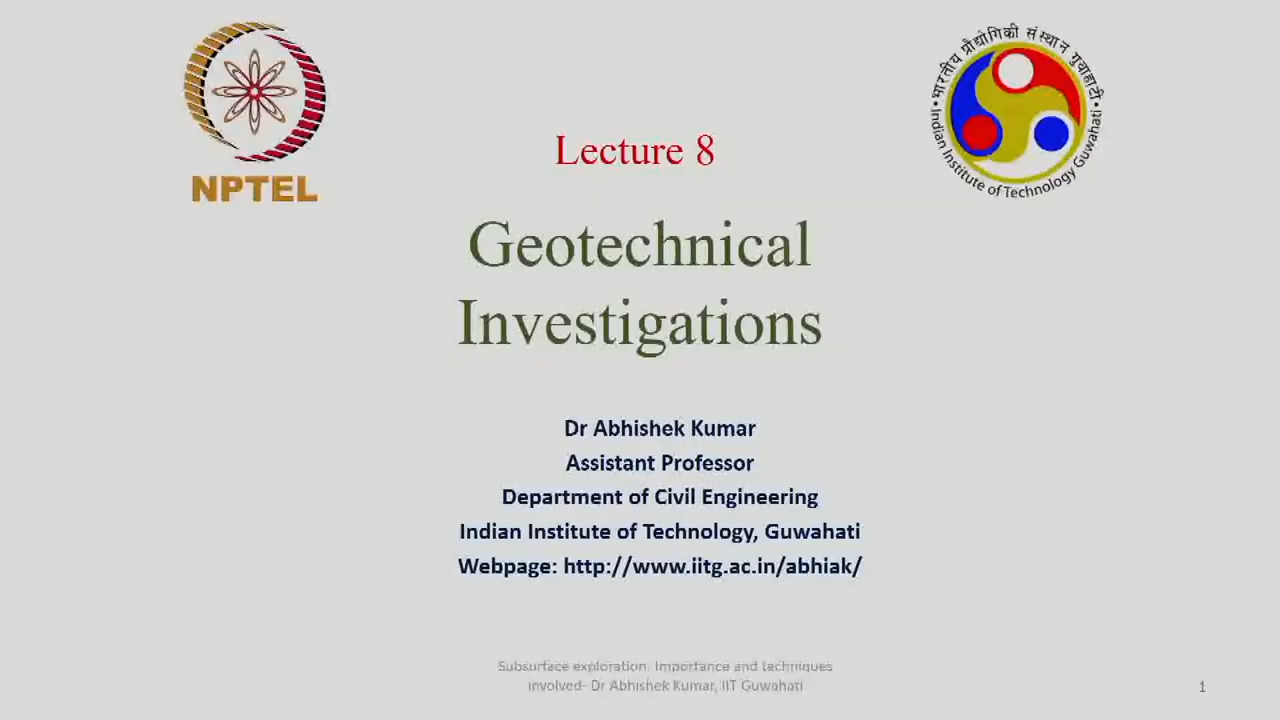 NPTEL
भारतीय प्रौद्योगिकी संस्थान गुवाहाटी
Indian Institute of Technology Guwahati
Lecture 8
Geotechnical
Investigations
Dr Abhishek Kumar
Assistant Professor
Department of Civil Engineering
Indian Institute of Technology, Guwahati
Webpage: http://www.iitg.ac.in/abhiak/
Subsurface exploration: Importance and techniques
involved- Dr Abhishek Kumar, IIT Guwahati
1